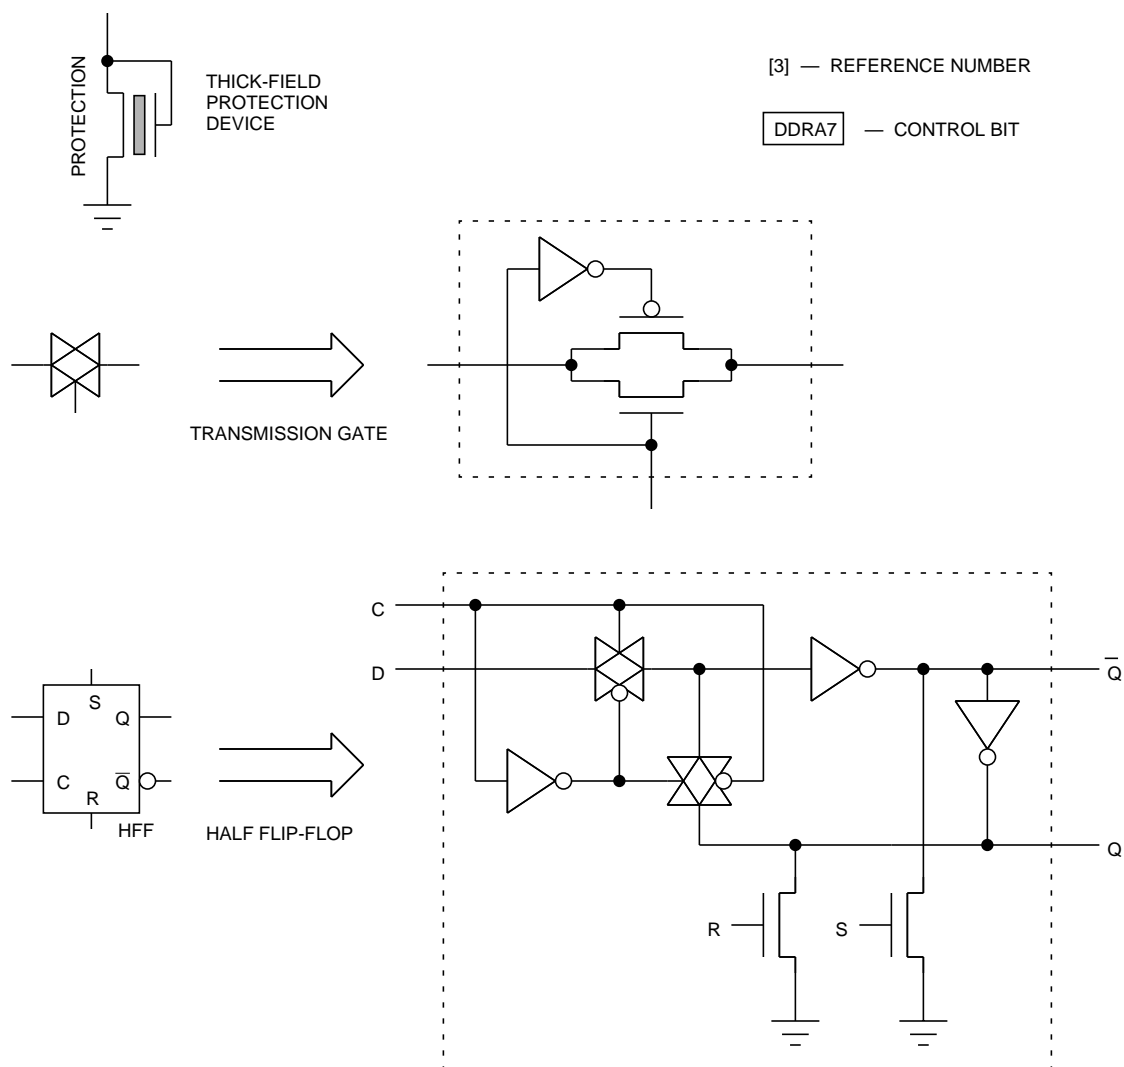 PROTECTION
THICK-FIELD
PROTECTION
DEVICE
[3] — REFERENCE NUMBER
DDRA7 — CONTROL BIT
TRANSMISSION GATE
C
D
Q̅
S
D Q
C Q̅
R
HFF
HALF FLIP-FLOP
Q
R
S